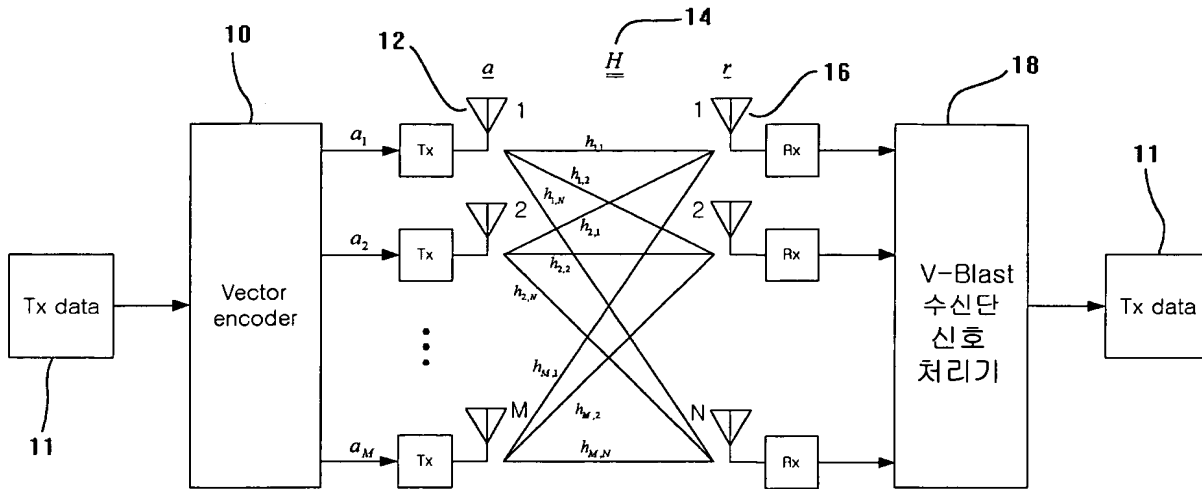 10
12
14
a
H
r
16
18
11
1
1
a₁
Tx
h₁,₁
Rx
h₁,₂
h₁,N
2
2
h₂,₁
a₂
Tx
h₂,₂
Rx
h₂,N
Tx data
Vector
encoder
V-Blast
수신단
신호
처리기
Tx data
11
hM,₁
hM,₂
M
N
aM
Tx
hM,N
Rx